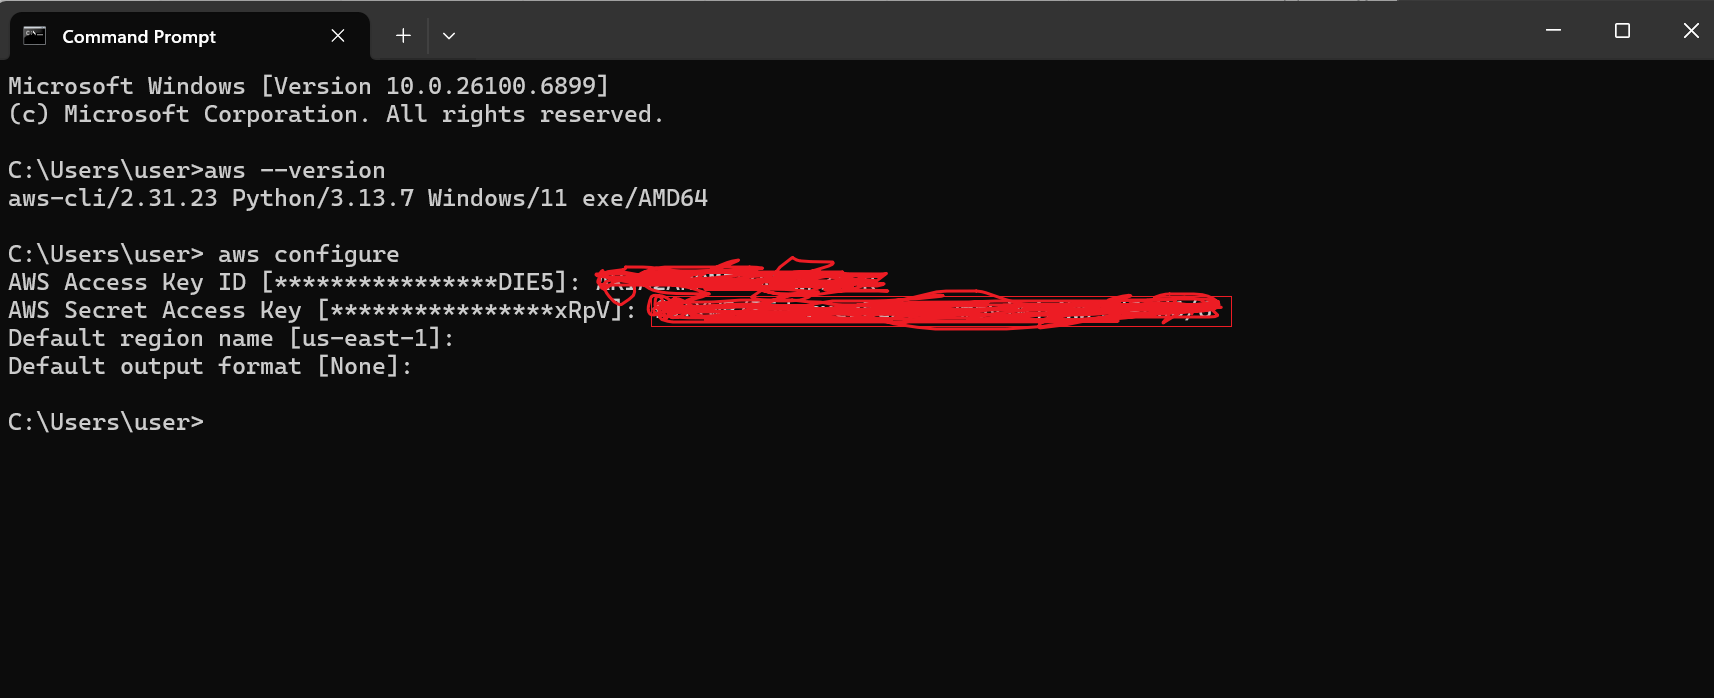 Command Prompt
Microsoft Windows [Version 10.0.26100.6899]
(c) Microsoft Corporation. All rights reserved.
C:\Users\user>aws --version
aws-cli/2.31.23 Python/3.13.7 Windows/11 exe/AMD64
C:\Users\user> aws configure
AWS Access Key ID [****************DIE5]:
AWS Secret Access Key [****************xRpV]:
Default region name [us-east-1]:
Default output format [None]:
C:\Users\user>